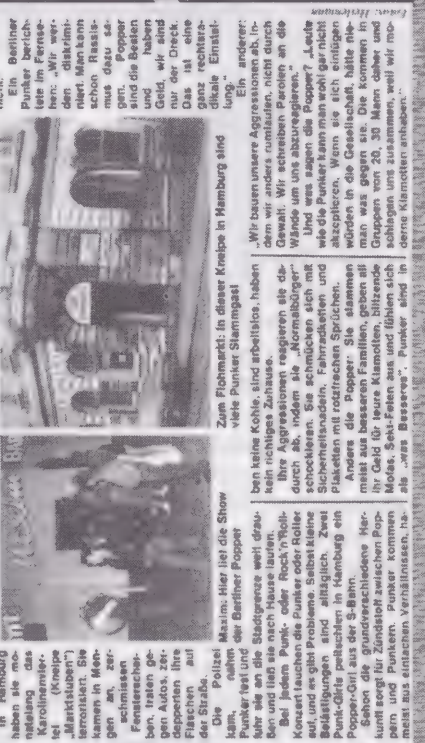 In Hamburg
haben sie mo-
natelang das
Karolinenvier-
tel (Kneipe
„Marktstuben“)
terrorisiert. Sie
kamen in Men-
gen an, zer-
schmissen
Fensterschei-
ben, traten ge-
gen Autos, zer-
depperten ihre
Flaschen auf
der Straße.
Die Polizei
kam, nahm
Punker fest und
fuhr sie an die Stadtgrenze weit drau-
ßen und ließ sie nach Hause laufen.
Bei jedem Punk- oder Rock'n'Roll-
Konzert tauchen die Punker oder Roller
auf, und es gibt Probleme. Selbst kleine
Belästigungen sind alltäglich. Zwei
Punk-Girls peitschten in Hamburg ein
Popper-Girl aus der S-Bahn.
Schon die grundverschiedene Her-
kunft sorgt für Zündstoff zwischen Pop-
pern und Punkern. Punker kommen
meist aus einfachen Verhältnissen, ha-
Maxim: Hier lief die Show
der Berliner Popper
Zum Flohmarkt: In dieser Kneipe in Hamburg sind
viele Punker Stammgast
ben keine Kohle, sind arbeitslos, haben
kein richtiges Zuhause.
Ihre Aggressionen reagieren sie da-
durch ab, indem sie „Normalbürger“
schockieren. Sie schmücken sich mit
Sicherheitsnadeln, Fahrradketten und
Plaketten mit rotzfrechen Sprüchen.
Anders die Popper: Sie stammen
meist aus besseren Familien, geben all
ihr Geld für teure Klamotten, blitzende
Mofas, Sekt-Feten aus und fühlen sich
als „was Besseres“. Punker sind in
Ein Berliner
Punker berich-
tete im Fernse-
hen: „Wir wer-
den diskrimi-
niert. Man kann
schon Rassis-
mus dazu sa-
gen. Popper
sind die Besten
und haben
Geld, wir sind
nur der Dreck.
Das ist eine
ganz rechtsra-
dikale Einstel-
lung.“
Ein anderer:
„Wir bauen unsere Aggressionen ab, in-
dem wir anders rumlaufen, nicht durch
Gewalt. Wir schreiben Parolen an die
Wände um uns abzureagieren.“
Und was sagen die Popper? „Leute
wie die Punker kann man wohl gar nicht
akzeptieren. Wenn sie sich einfügen
würden in die Gesellschaft, hätte nie-
man was gegen sie. Die kommen in
Gruppen von 20, 30 Mann daher und
schlagen uns zusammen, weil wir mo-
derne Klamotten anhaben.“